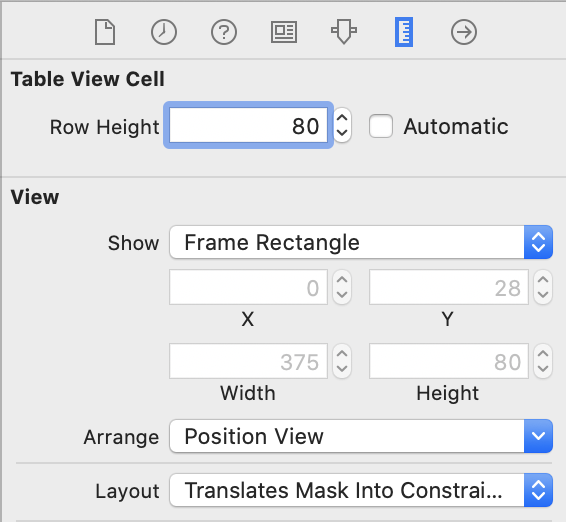 Table View Cell
Row Height 80 Automatic
View
Show Frame Rectangle
0 28
X Y
375 80
Width Height
Arrange Position View
Layout Translates Mask Into Constrai...